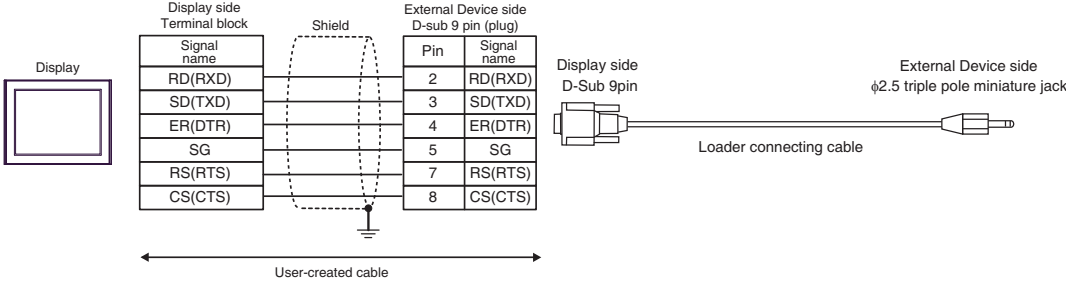 Display
Display side
Terminal block
Shield
External Device side
D-sub 9 pin (plug)
Signal name
Pin
Signal name
RD(RXD)
2
RD(RXD)
SD(TXD)
3
SD(TXD)
ER(DTR)
4
ER(DTR)
SG
5
SG
RS(RTS)
7
RS(RTS)
CS(CTS)
8
CS(CTS)
User-created cable
Display side
D-Sub 9pin
Loader connecting cable
External Device side
ϕ2.5 triple pole miniature jack